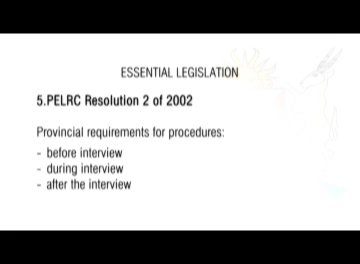 ESSENTIAL LEGISLATION
5.PELRC Resolution 2 of 2002
Provincial requirements for procedures:
- before interview
- during interview
- after the interview